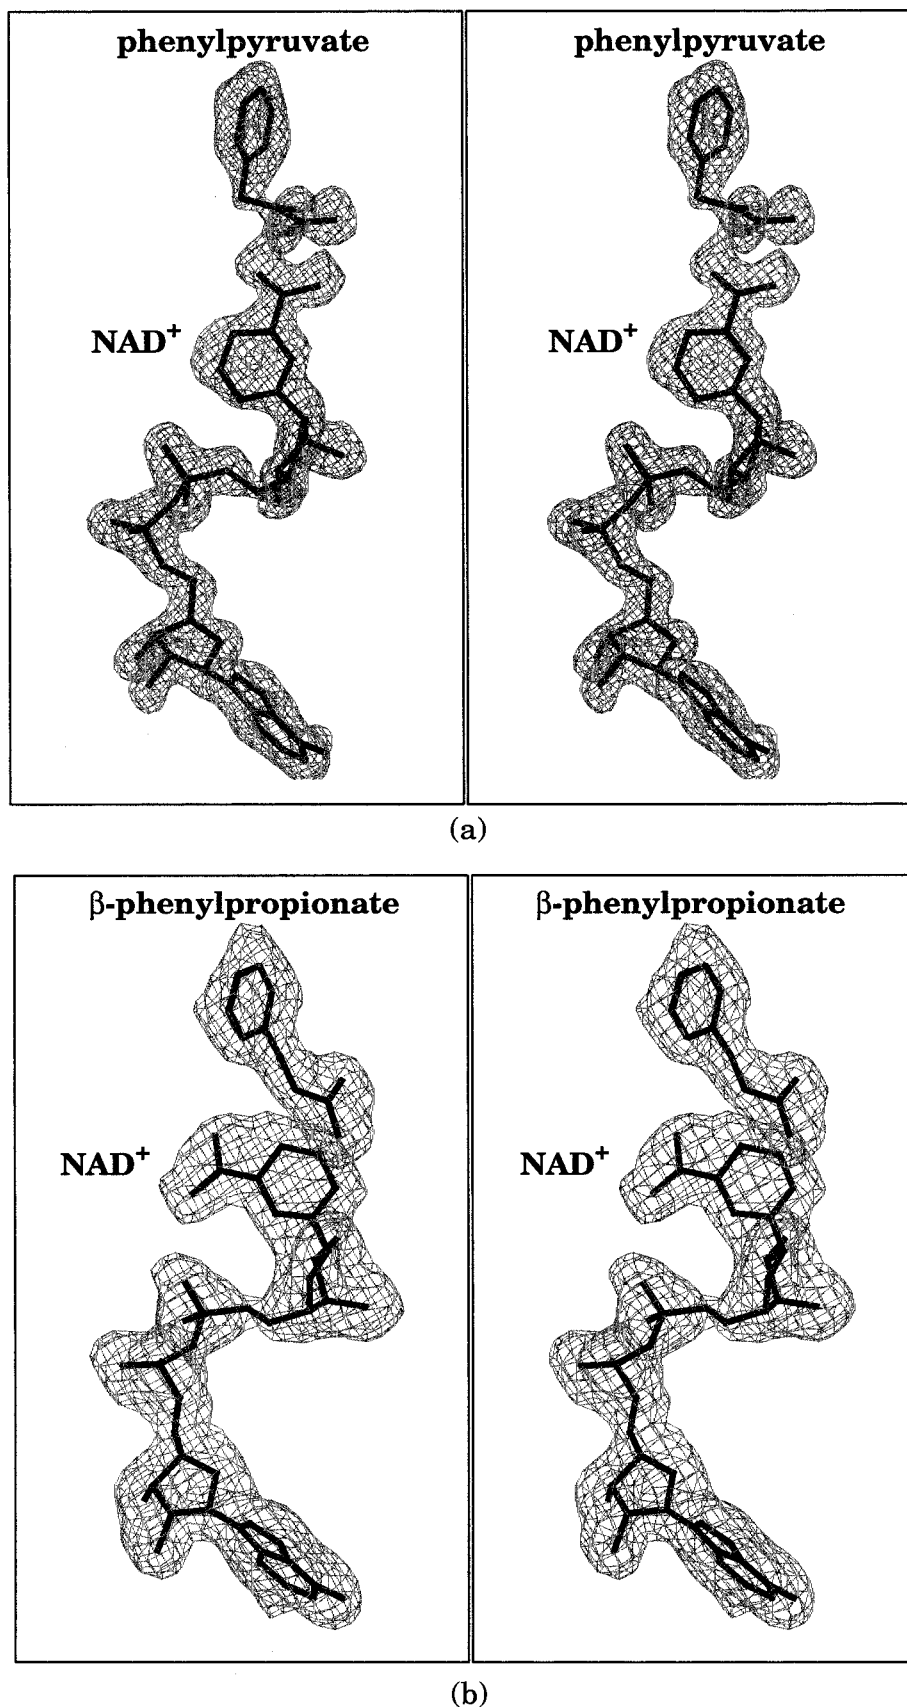 phenylpyruvate
phenylpyruvate
NAD+
NAD+
(a)
β-phenylpropionate
β-phenylpropionate
NAD+
NAD+
(b)